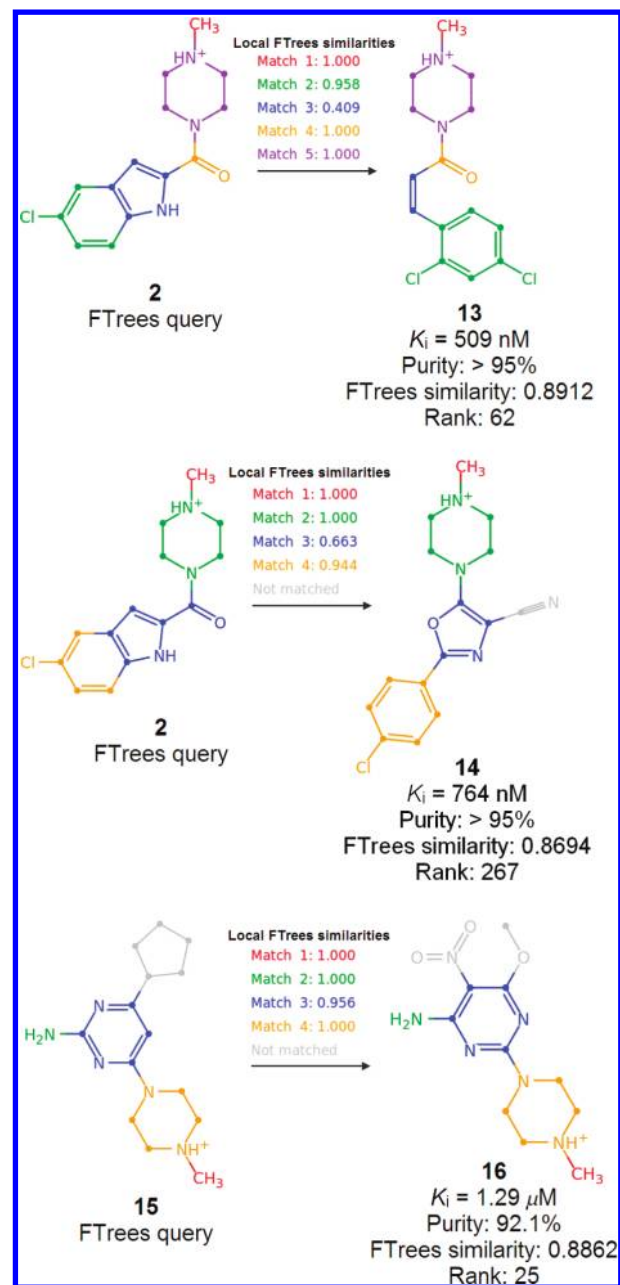 CH3
HN+
N
O
NH
Cl
2
FTrees query
Local FTrees similarities
Match 1: 1.000
Match 2: 0.958
Match 3: 0.409
Match 4: 1.000
Match 5: 1.000
CH3
HN+
N
O
Cl
Cl
13
Ki = 509 nM
Purity: > 95%
FTrees similarity: 0.8912
Rank: 62
CH3
HN+
N
O
NH
Cl
2
FTrees query
Local FTrees similarities
Match 1: 1.000
Match 2: 1.000
Match 3: 0.663
Match 4: 0.944
Not matched
CH3
HN+
N
O
N
N
Cl
14
Ki = 764 nM
Purity: > 95%
FTrees similarity: 0.8694
Rank: 267
N
H2N
N
N
NH+
CH3
15
FTrees query
Local FTrees similarities
Match 1: 1.000
Match 2: 1.000
Match 3: 0.956
Match 4: 1.000
Not matched
O
N
O
O
H2N
N
N
N
NH+
CH3
16
Ki = 1.29 μM
Purity: 92.1%
FTrees similarity: 0.8862
Rank: 25